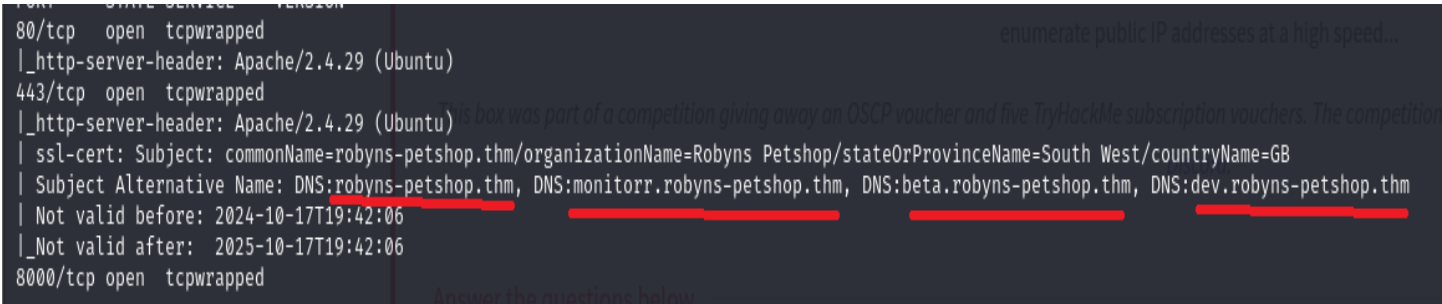 PORT STATE SERVICE VERSION
80/tcp open tcpwrapped
enumerate public IP addresses at a high speed...
|_http-server-header: Apache/2.4.29 (Ubuntu)
443/tcp open tcpwrapped
|_http-server-header: Apache/2.4.29 (Ubuntu)
This box was part of a competition giving away an OSCP voucher and five TryHackMe subscription vouchers. The competition
| ssl-cert: Subject: commonName=robyns-petshop.thm/organizationName=Robyns Petshop/stateOrProvinceName=South West/countryName=GB
| Subject Alternative Name: DNS:robyns-petshop.thm, DNS:monitorr.robyns-petshop.thm, DNS:beta.robyns-petshop.thm, DNS:dev.robyns-petshop.thm
| Not valid before: 2024-10-17T19:42:06
|_Not valid after: 2025-10-17T19:42:06
8000/tcp open tcpwrapped
Answer the questions below